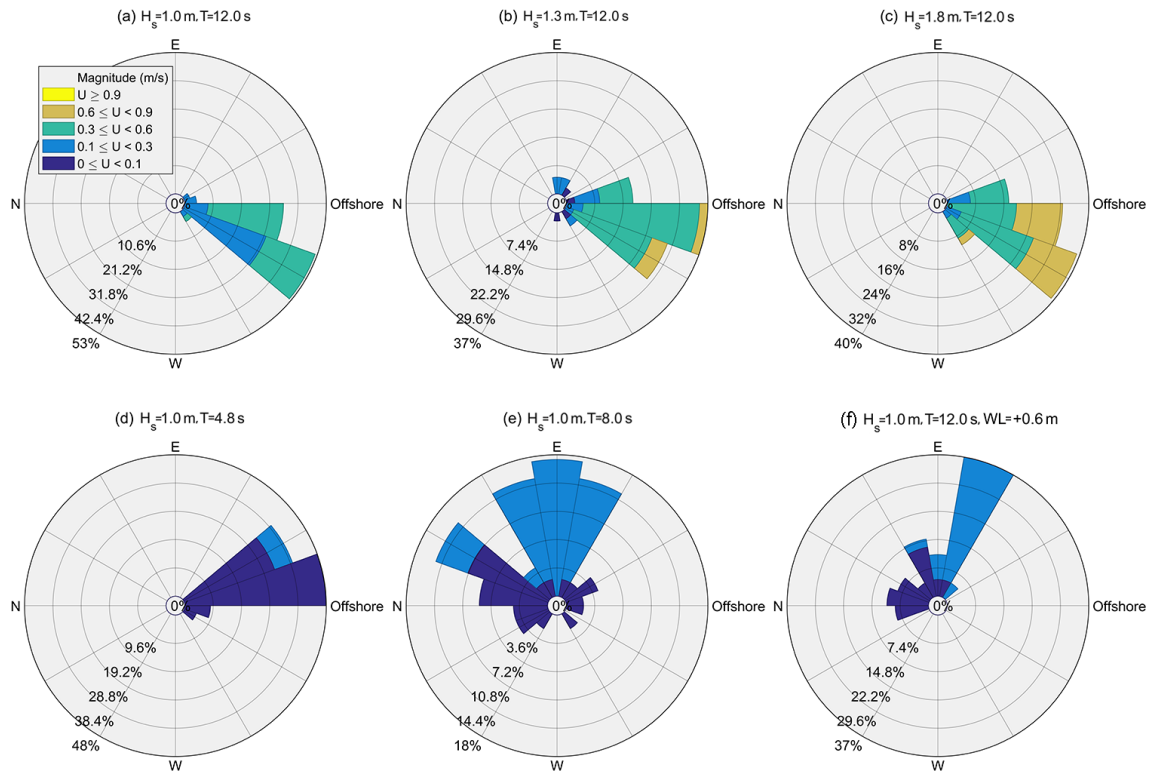 (a) Hs=1.0 m, T=12.0 s
(b) Hs=1.3 m, T=12.0 s
(c) Hs=1.8 m, T=12.0 s
E
E
E
Magnitude (m/s)
U ≥ 0.9
0.6 ≤ U < 0.9
0.3 ≤ U < 0.6
0.1 ≤ U < 0.3
0 ≤ U < 0.1
N 0% Offshore
N 0% Offshore
N 0% Offshore
10.6%
21.2%
31.8%
42.4%
53%
W
7.4%
14.8%
22.2%
29.6%
37%
W
8%
16%
24%
32%
40%
W
(d) Hs=1.0 m, T=4.8 s
(e) Hs=1.0 m, T=8.0 s
(f) Hs=1.0 m, T=12.0 s, WL=+0.6 m
E
E
E
N 0% Offshore
N 0% Offshore
N 0% Offshore
9.6%
19.2%
28.8%
38.4%
48%
W
3.6%
7.2%
10.8%
14.4%
18%
W
7.4%
14.8%
22.2%
29.6%
37%
W